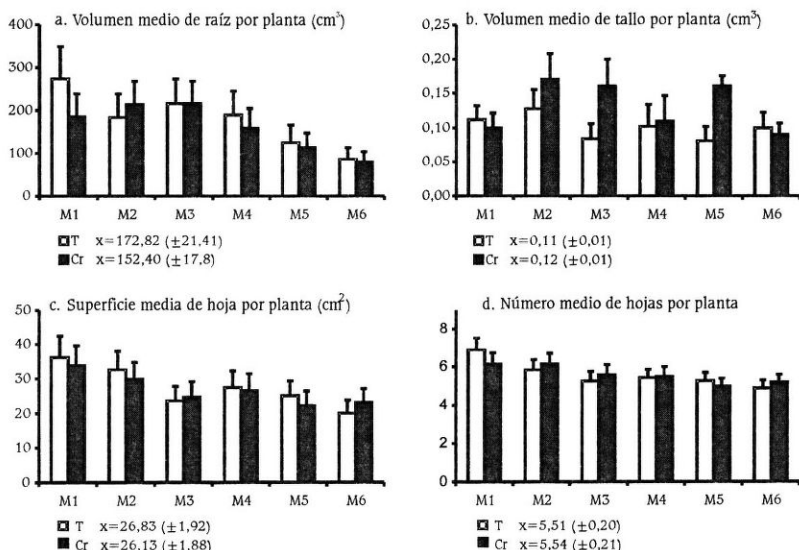 a. Volumen medio de raíz por planta (cm³)
400
300
200
100
0
M1 M2 M3 M4 M5 M6
T x=172,82 (±21,41)
Cr x=152,40 (±17,8)
b. Volumen medio de tallo por planta (cm³)
0,25
0,20
0,15
0,10
0,05
0,00
M1 M2 M3 M4 M5 M6
T x=0,11 (±0,01)
Cr x=0,12 (±0,01)
c. Superficie media de hoja por planta (cm²)
50
40
30
20
10
0
M1 M2 M3 M4 M5 M6
T x=26,83 (±1,92)
Cr x=26,13 (±1,88)
d. Número medio de hojas por planta
8
6
4
2
0
M1 M2 M3 M4 M5 M6
T x=5,51 (±0,20)
Cr x=5,54 (±0,21)